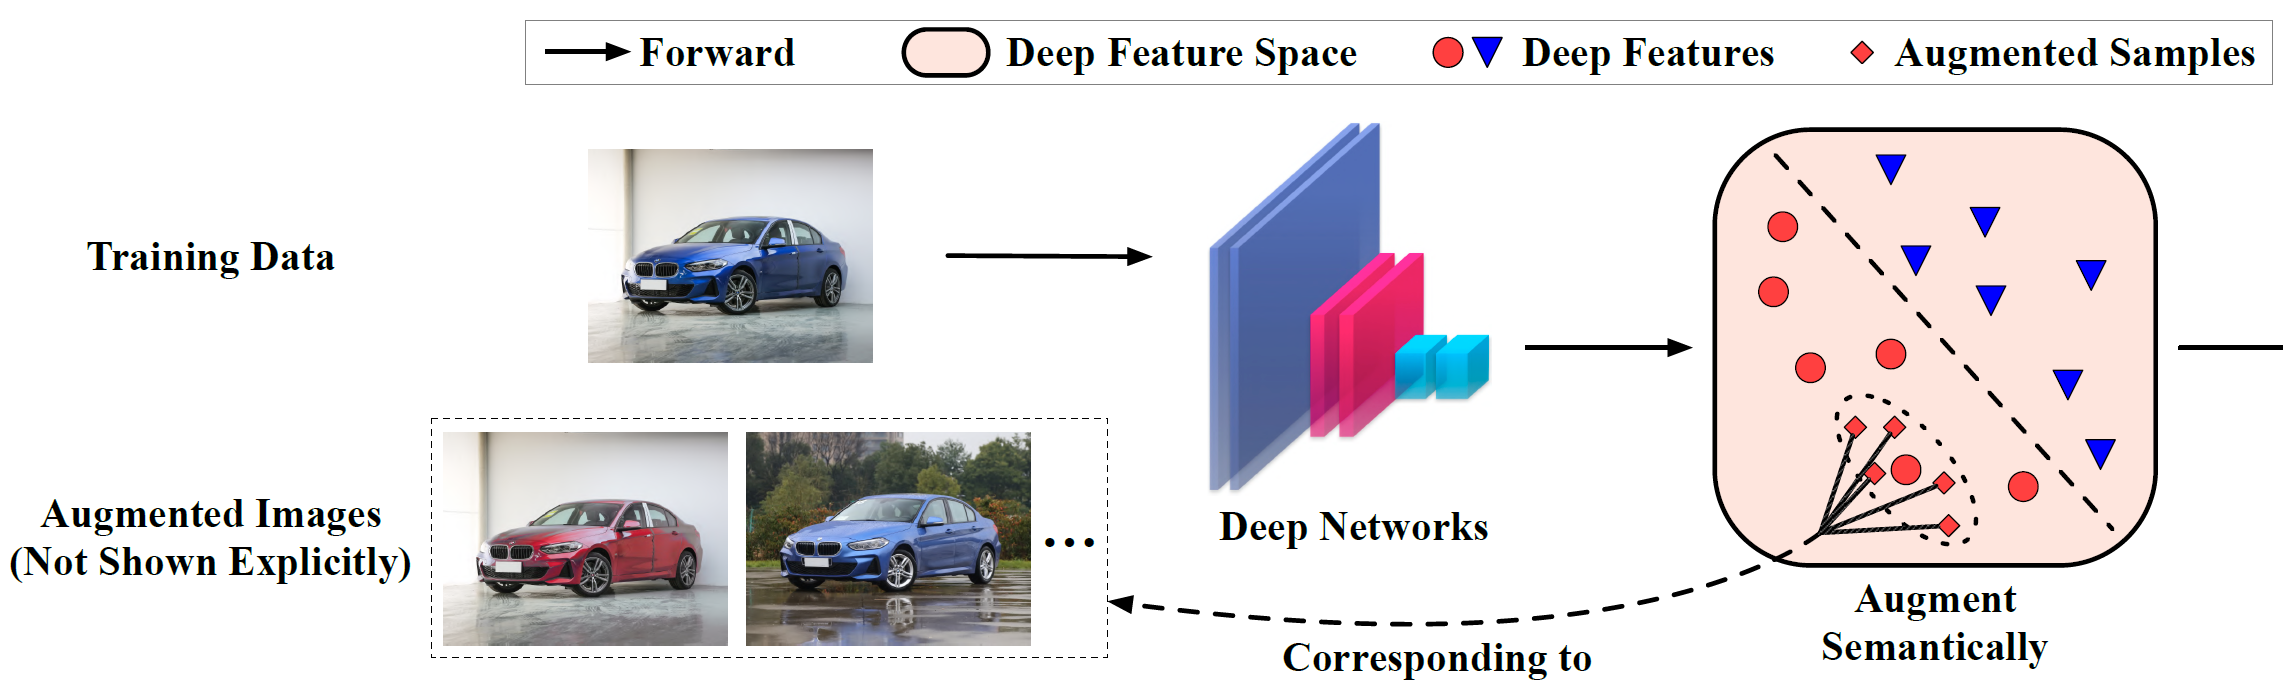 Forward
Deep Feature Space
Deep Features
Augmented Samples
Training Data
Augmented Images
(Not Shown Explicitly)
Deep Networks
Augment
Semantically
Corresponding to